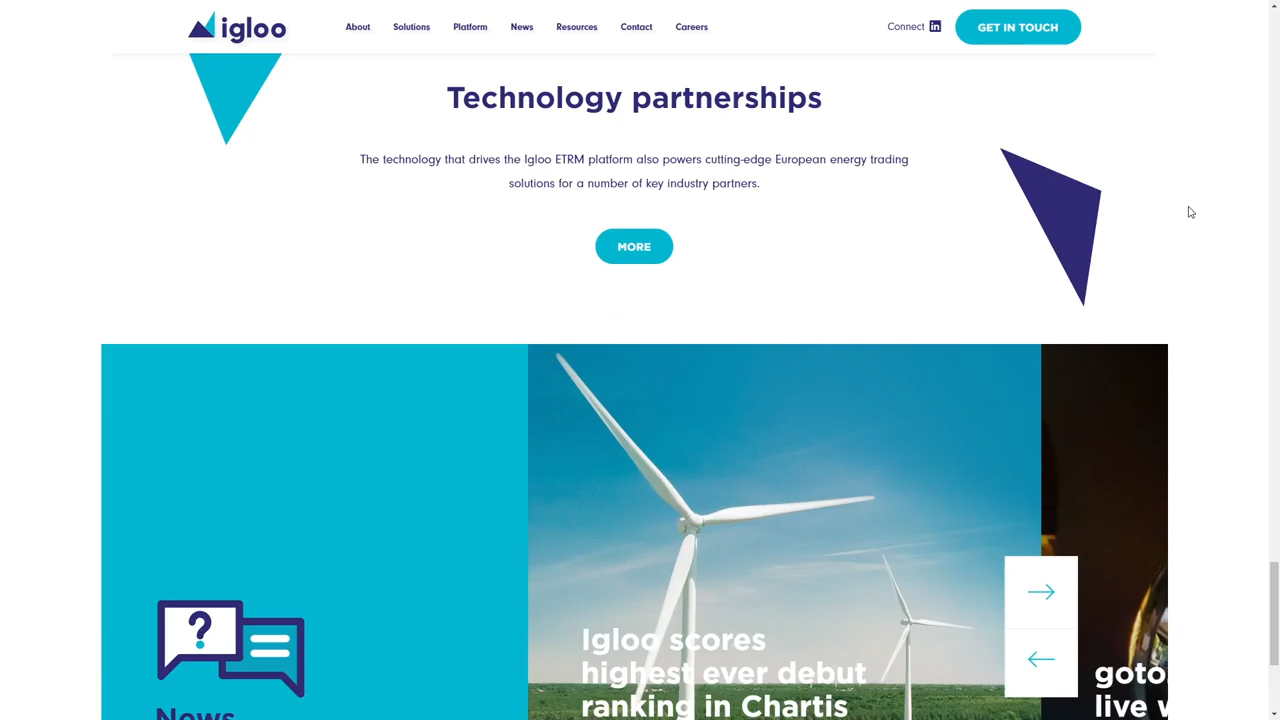 igloo
About
Solutions
Platform
News
Resources
Contact
Careers
Connect in
GET IN TOUCH
Technology partnerships
The technology that drives the Igloo ETRM platform also powers cutting-edge European energy trading
solutions for a number of key industry partners.
MORE
?
News
Igloo scores
highest ever debut
ranking in Chartis
goto
live